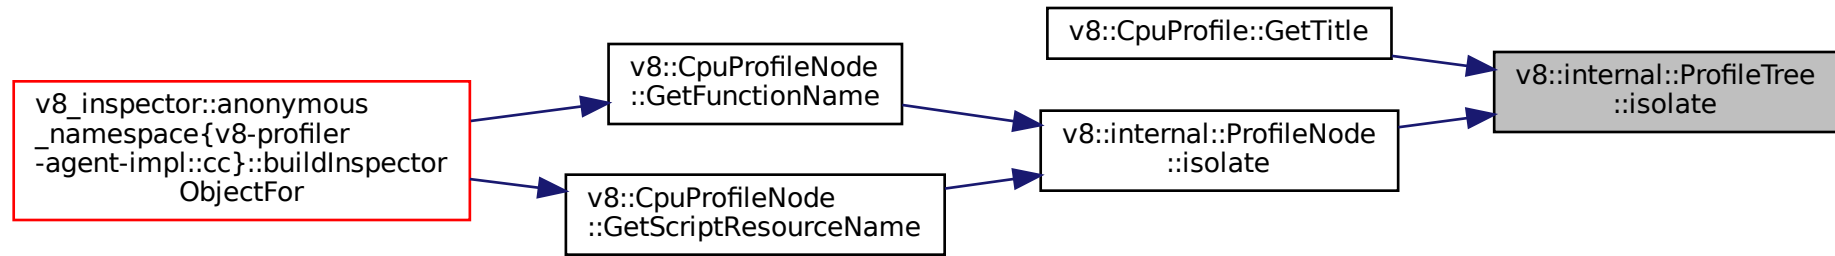 v8_inspector::anonymous
_namespace{v8-profiler
-agent-impl::cc}::buildInspector
ObjectFor
v8::CpuProfileNode
::GetFunctionName
v8::CpuProfileNode
::GetScriptResourceName
v8::CpuProfile::GetTitle
v8::internal::ProfileNode
::isolate
v8::internal::ProfileTree
::isolate